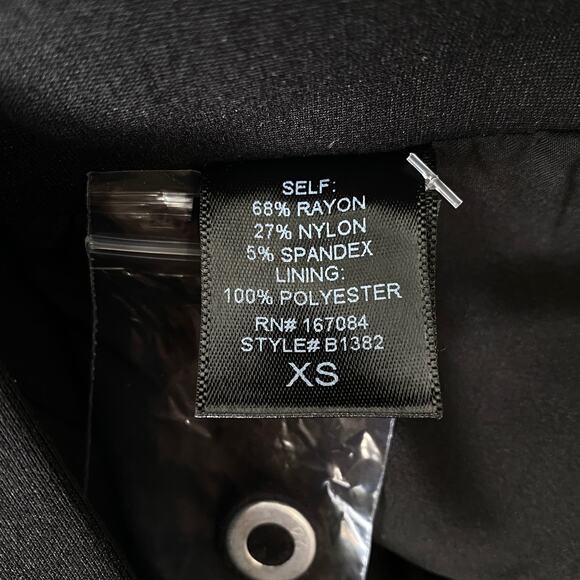 SELF:
68% RAYON
27% NYLON
5% SPANDEX
LINING:
100% POLYESTER
RN# 167084
STYLE# B1382
XS